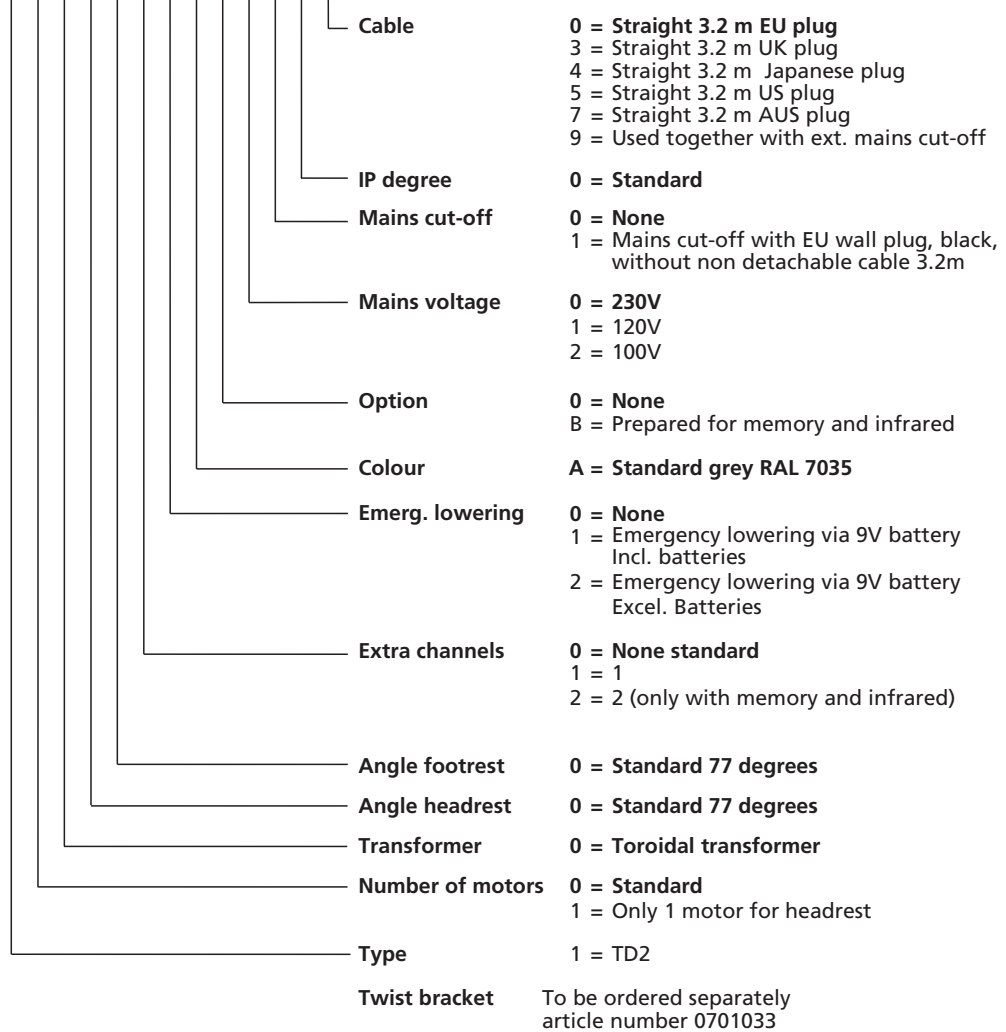 Cable 0 = Straight 3.2 m EU plug
3 = Straight 3.2 m UK plug
4 = Straight 3.2 m Japanese plug
5 = Straight 3.2 m US plug
7 = Straight 3.2 m AUS plug
9 = Used together with ext. mains cut-off
IP degree 0 = Standard
Mains cut-off 0 = None
1 = Mains cut-off with EU wall plug, black,
without non detachable cable 3.2m
Mains voltage 0 = 230V
1 = 120V
2 = 100V
Option 0 = None
B = Prepared for memory and infrared
Colour A = Standard grey RAL 7035
Emerg. lowering 0 = None
1 = Emergency lowering via 9V battery
Incl. batteries
2 = Emergency lowering via 9V battery
Excel. Batteries
Extra channels 0 = None standard
1 = 1
2 = 2 (only with memory and infrared)
Angle footrest 0 = Standard 77 degrees
Angle headrest 0 = Standard 77 degrees
Transformer 0 = Toroidal transformer
Number of motors 0 = Standard
1 = Only 1 motor for headrest
Type 1 = TD2
Twist bracket To be ordered separately
article number 0701033